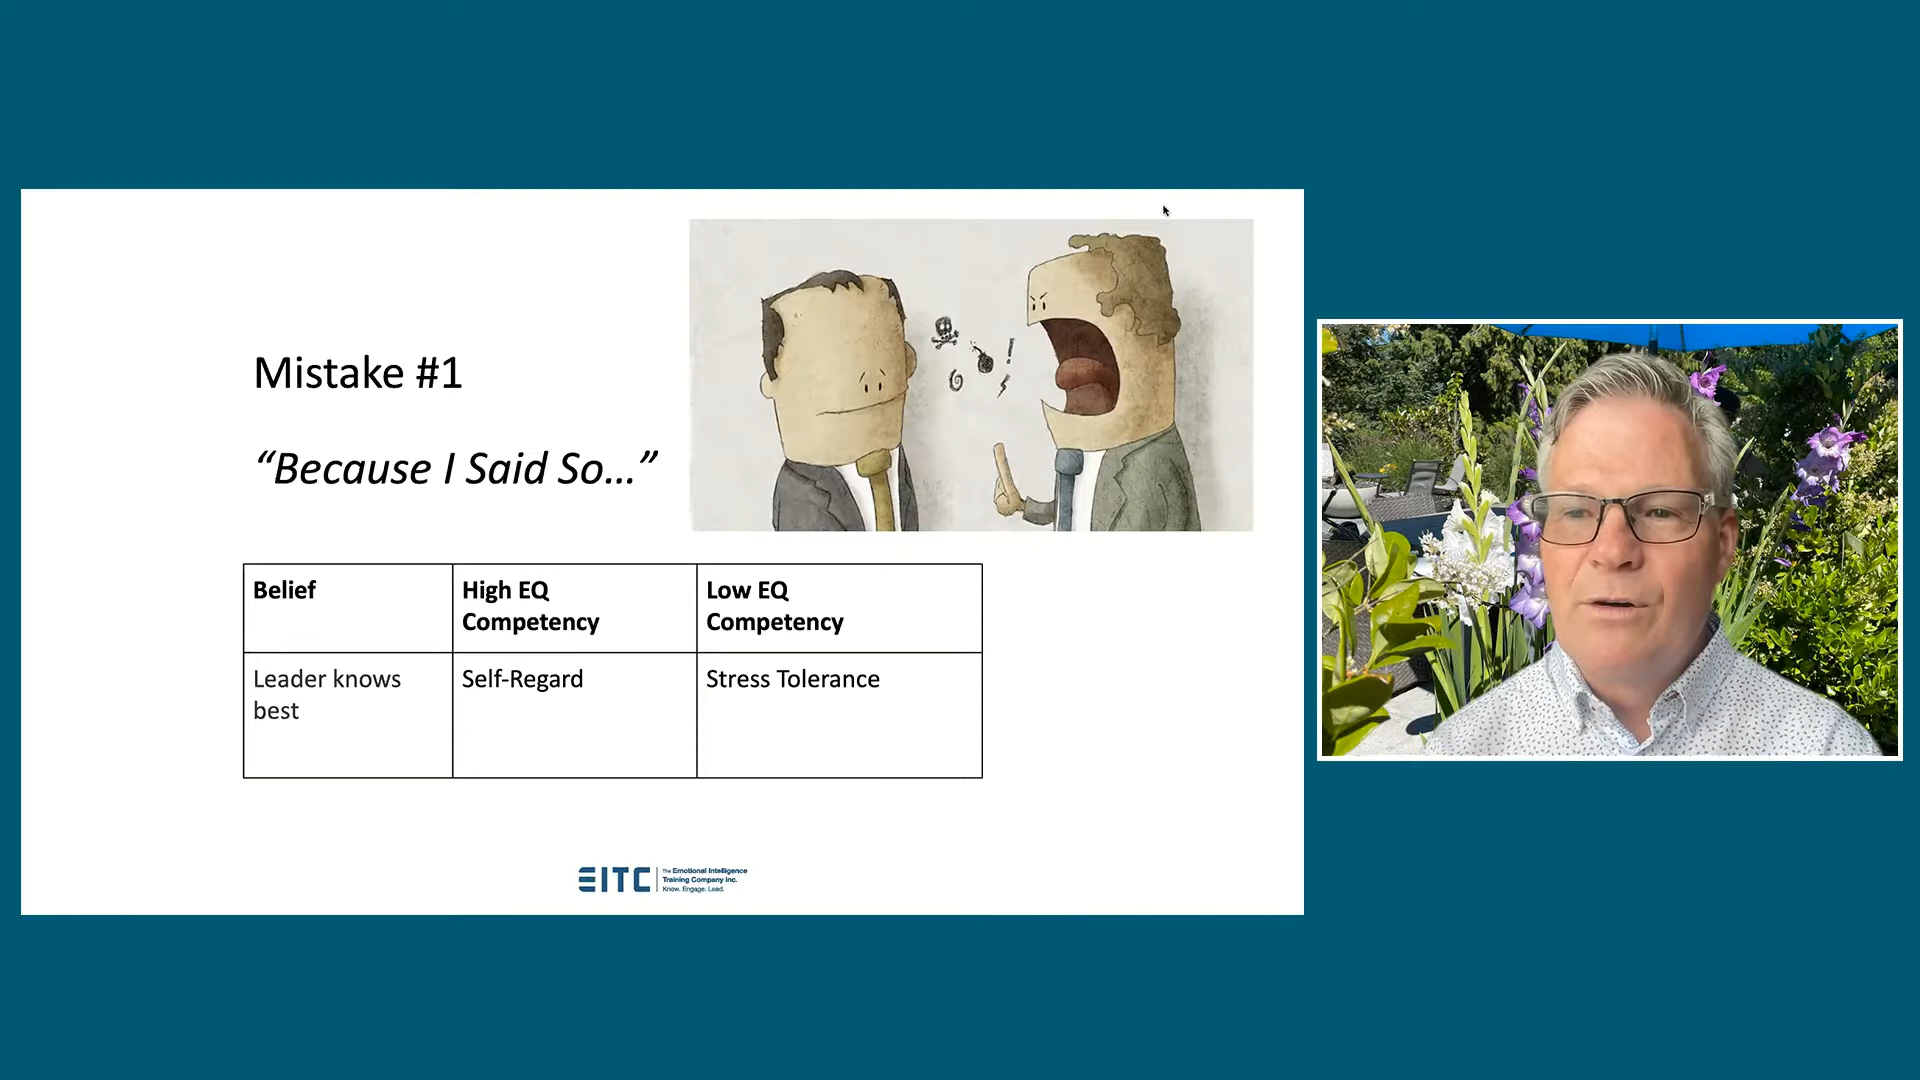 Mistake #1
“Because I Said So...”
Belief
High EQ
Competency
Low EQ
Competency
Leader knows
best
Self-Regard
Stress Tolerance
EITC
The Emotional Intelligence
Training Company Inc.
Know. Engage. Lead.